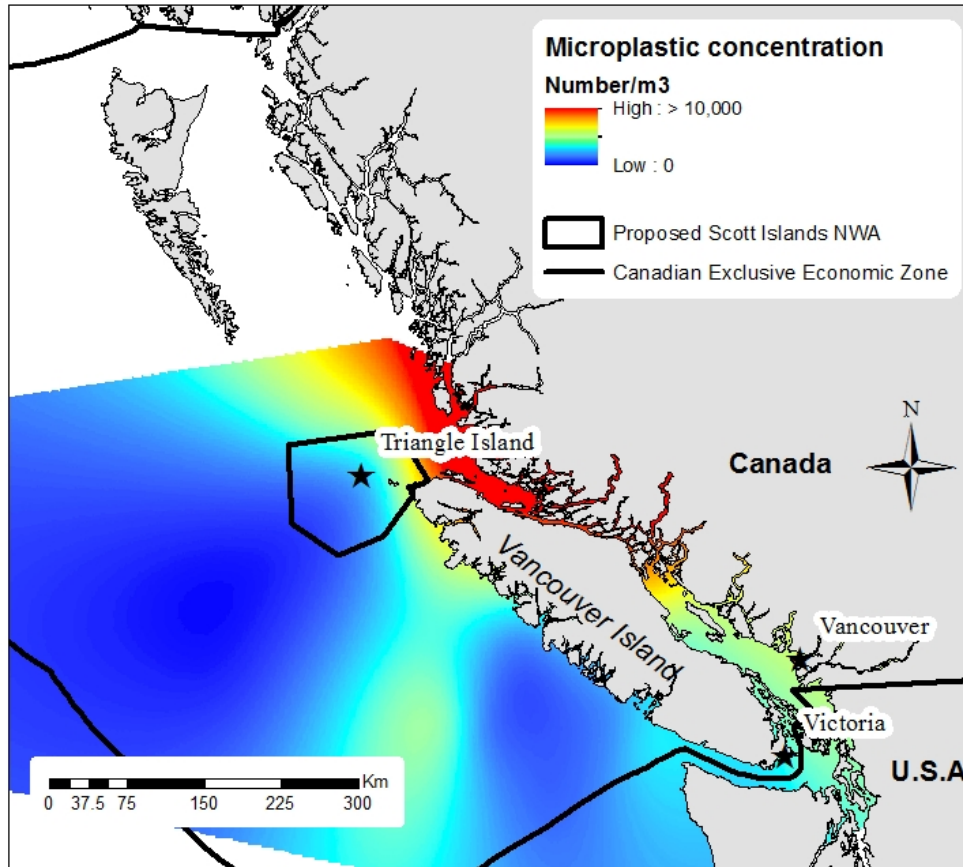 Microplastic concentration
Number/m3
High : > 10,000
Low : 0
Proposed Scott Islands NWA
Canadian Exclusive Economic Zone
N
Triangle Island
Canada
Vancouver Island
Vancouver
Victoria
U.S.A
Km
0 37.5 75 150 225 300